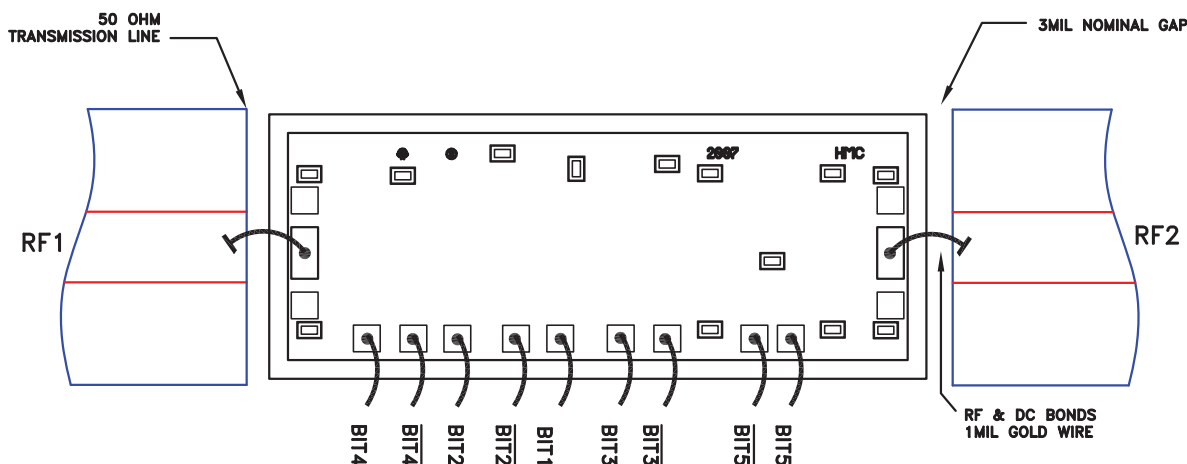 50 OHM
TRANSMISSION LINE
3MIL NOMINAL GAP
2007
HMC
RF1
RF2
BIT4
BIT4
BIT2
BIT2
BIT1
BIT3
BIT3
BIT5
BIT5
RF & DC BONDS
1MIL GOLD WIRE